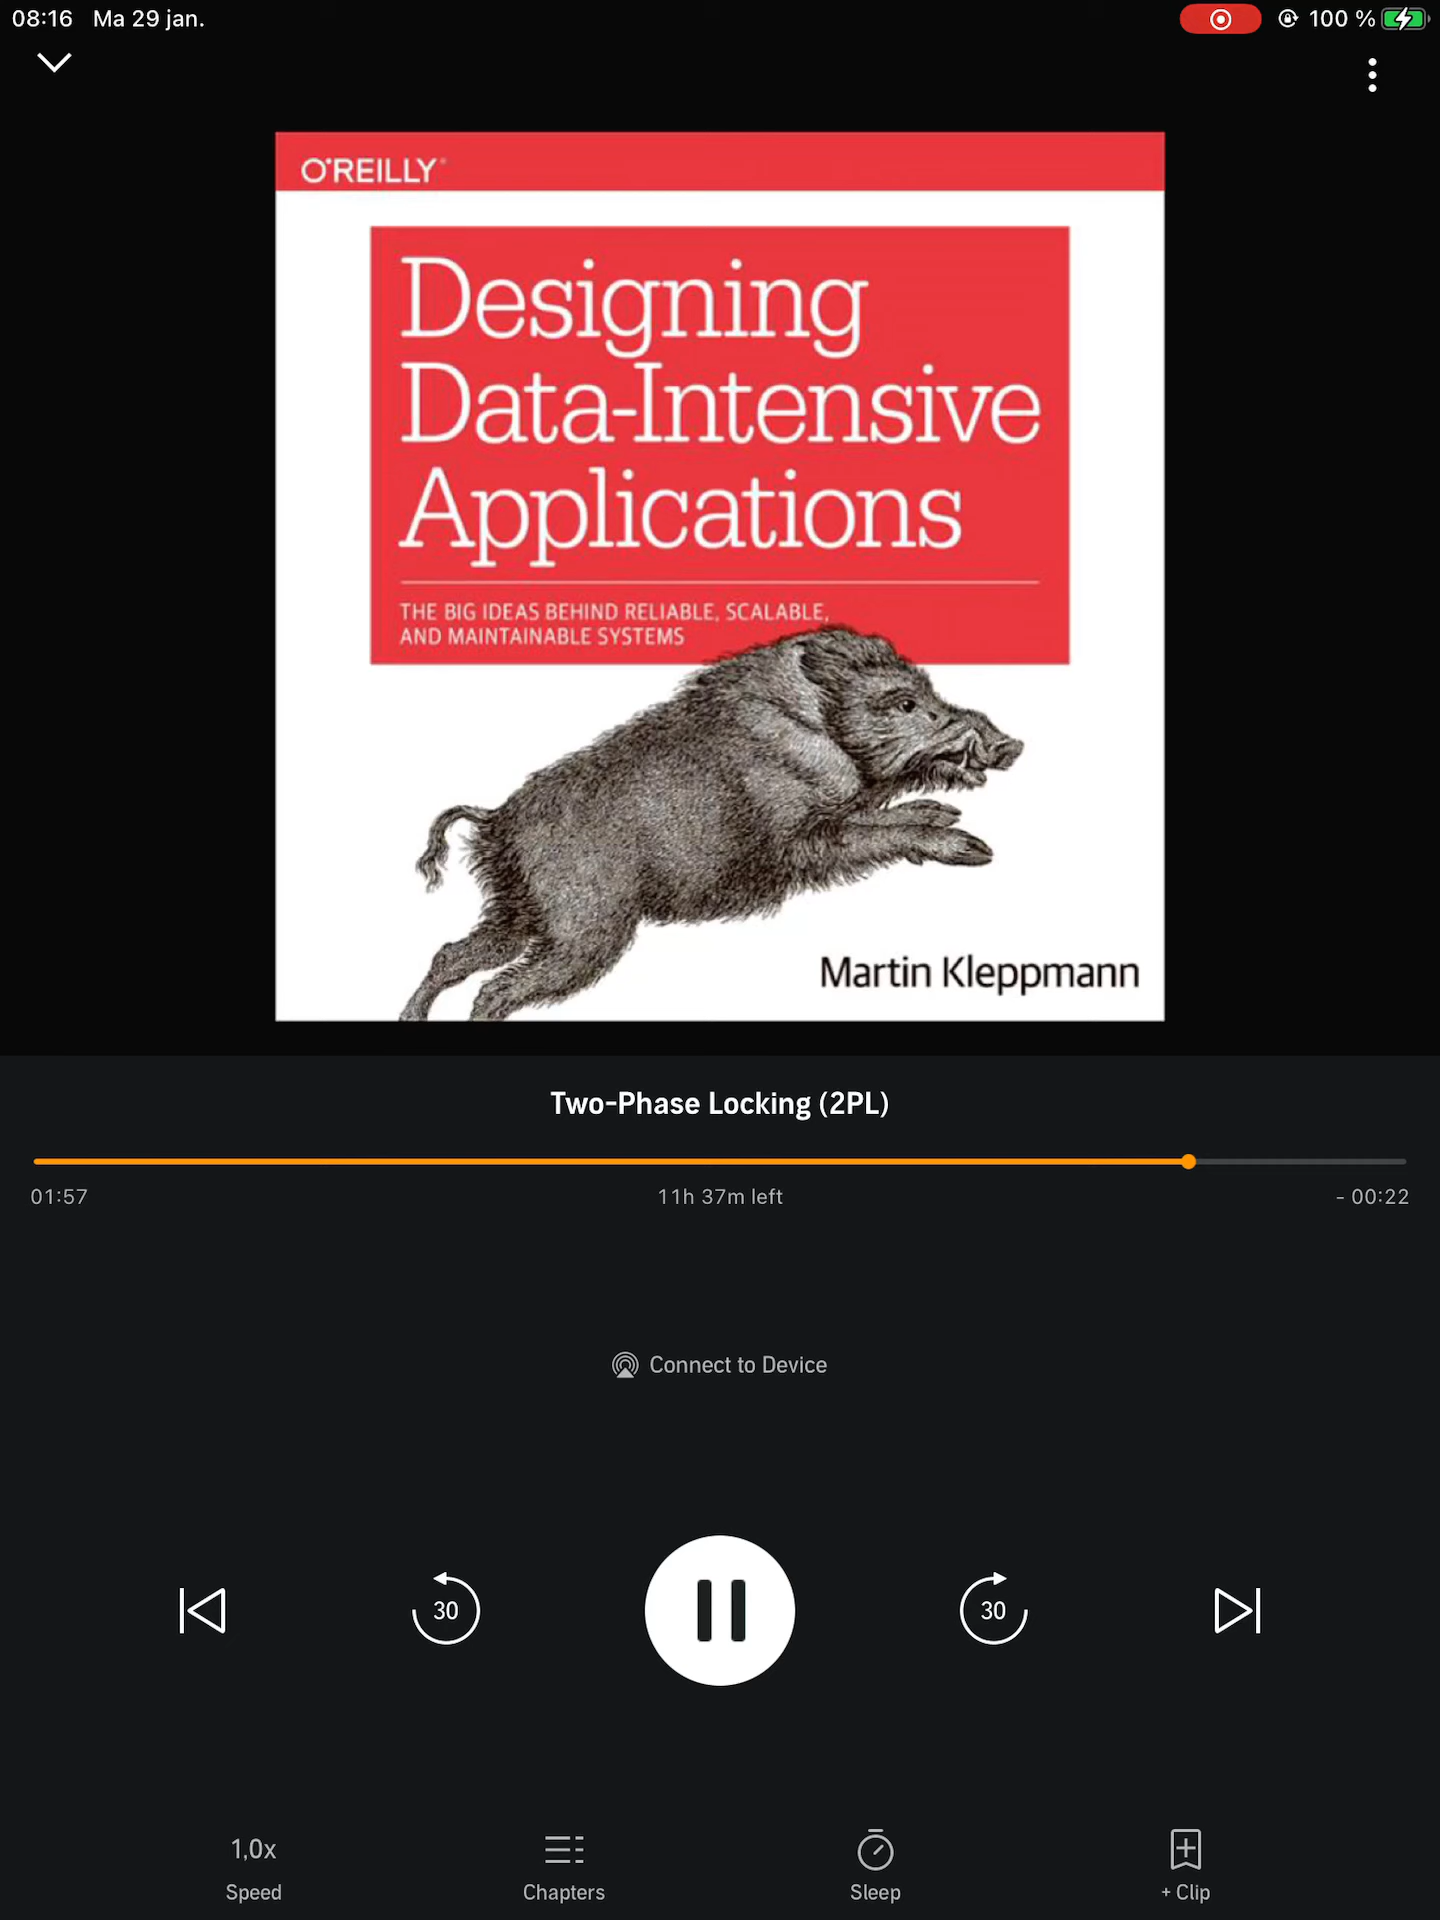 08:16 Ma 29 jan.
100 %
O'REILLY®
Designing
Data-Intensive
Applications
THE BIG IDEAS BEHIND RELIABLE, SCALABLE,
AND MAINTAINABLE SYSTEMS
Martin Kleppmann
Two-Phase Locking (2PL)
01:57
11h 37m left
- 00:22
Connect to Device
30
30
1,0x
Speed
Chapters
Sleep
+ Clip